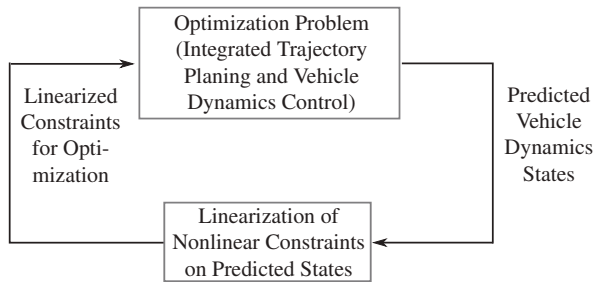 Optimization Problem
(Integrated Trajectory
Planing and Vehicle
Dynamics Control)
Linearized
Constraints
for Opti-
mization
Predicted
Vehicle
Dynamics
States
Linearization of
Nonlinear Constraints
on Predicted States